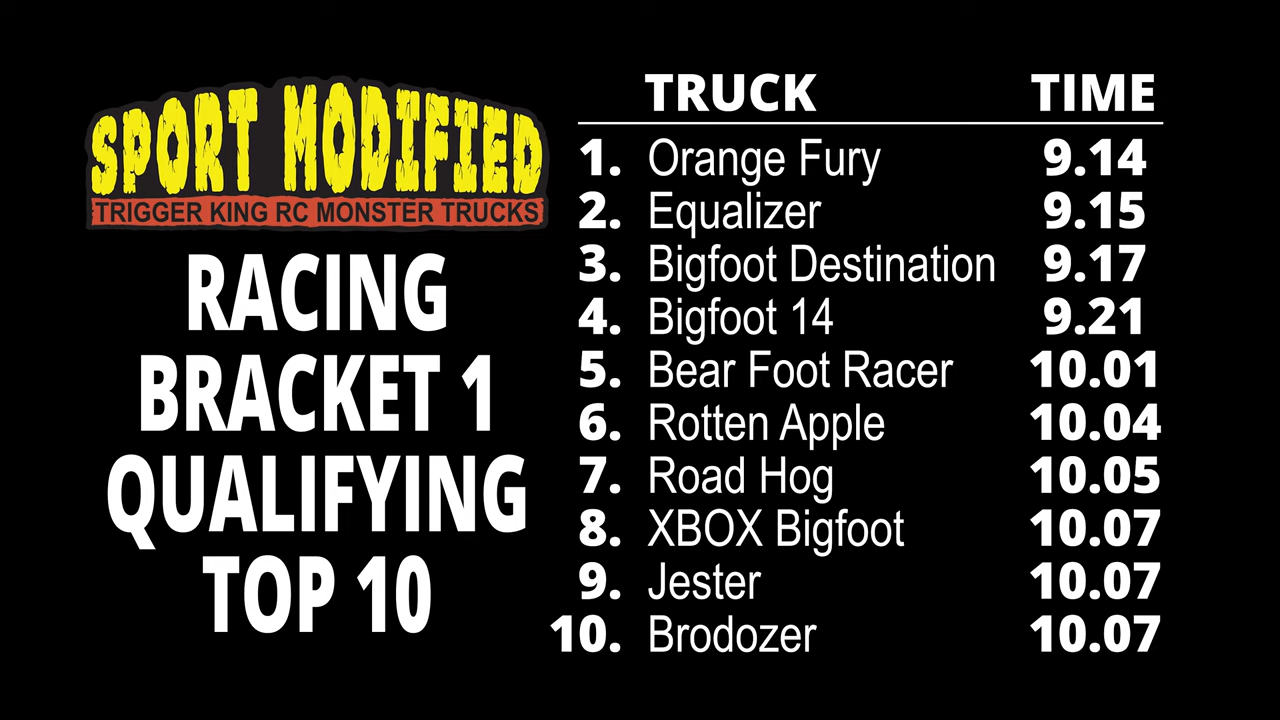 SPORT MODIFIED
TRIGGER KING RC MONSTER TRUCKS
RACING
BRACKET 1
QUALIFYING
TOP 10
TRUCK TIME
1. Orange Fury 9.14
2. Equalizer 9.15
3. Bigfoot Destination 9.17
4. Bigfoot 14 9.21
5. Bear Foot Racer 10.01
6. Rotten Apple 10.04
7. Road Hog 10.05
8. XBOX Bigfoot 10.07
9. Jester 10.07
10. Brodozer 10.07